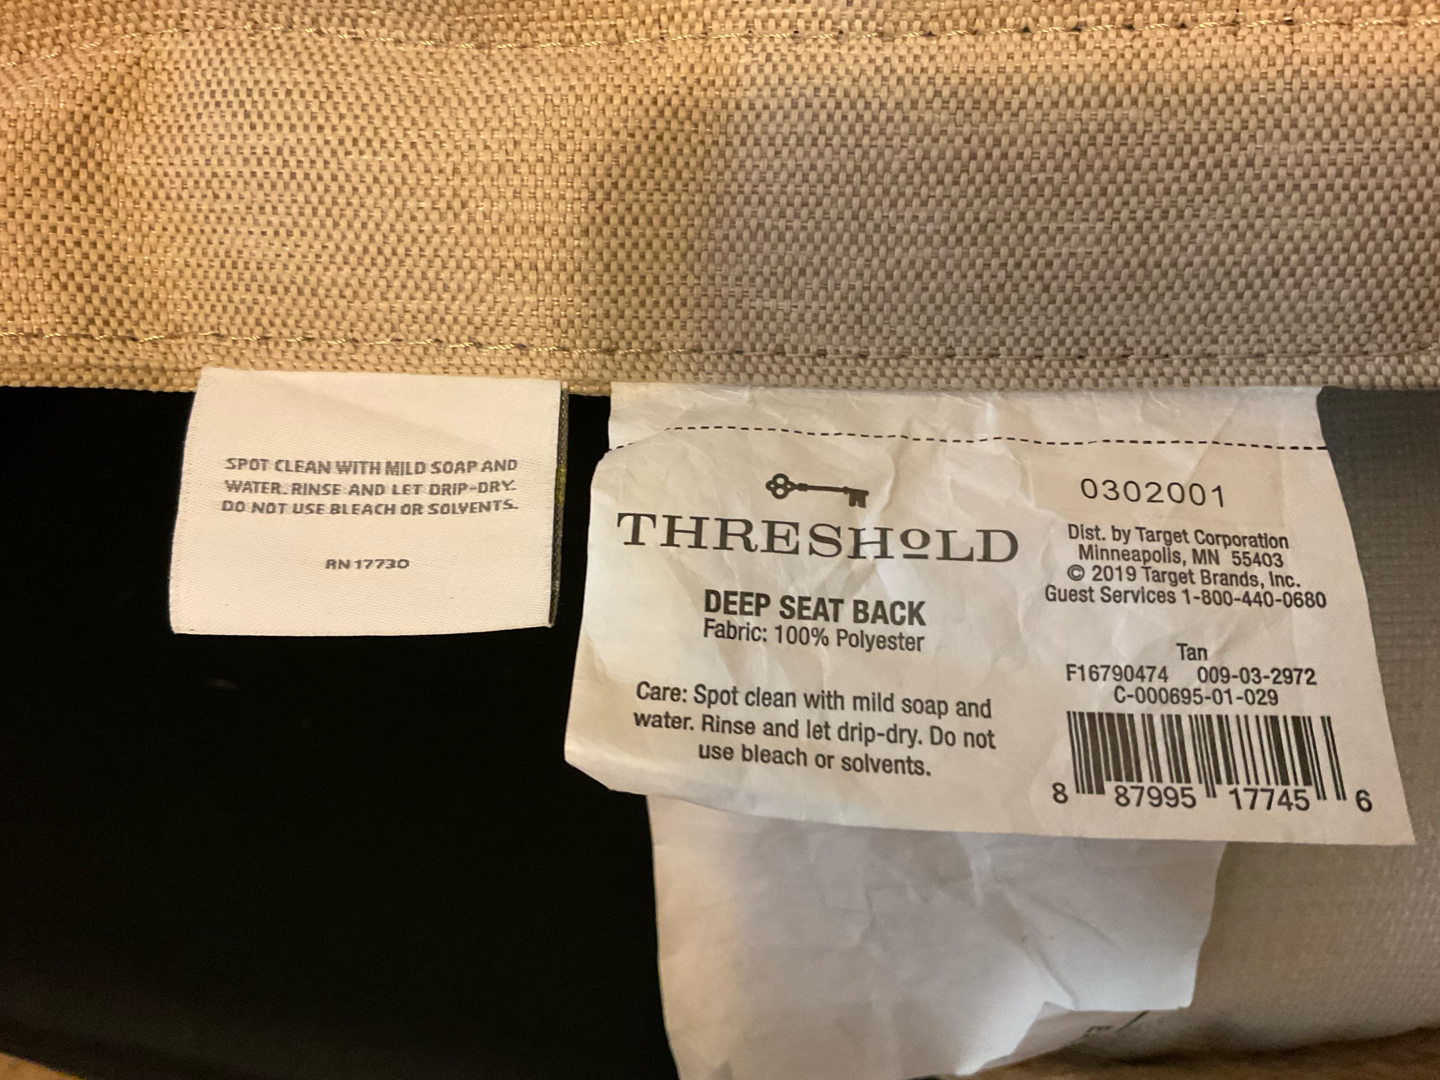 SPOT CLEAN WITH MILD SOAP AND
WATER. RINSE AND LET DRIP-DRY.
DO NOT USE BLEACH OR SOLVENTS.
RN17730
THRESHOLD
DEEP SEAT BACK
Fabric: 100% Polyester
Care: Spot clean with mild soap and
water. Rinse and let drip-dry. Do not
use bleach or solvents.
0302001
Dist. by Target Corporation
Minneapolis, MN 55403
© 2019 Target Brands, Inc.
Guest Services 1-800-440-0680
Tan
F16790474 009-03-2972
C-000695-01-029
8 87995 17745 6